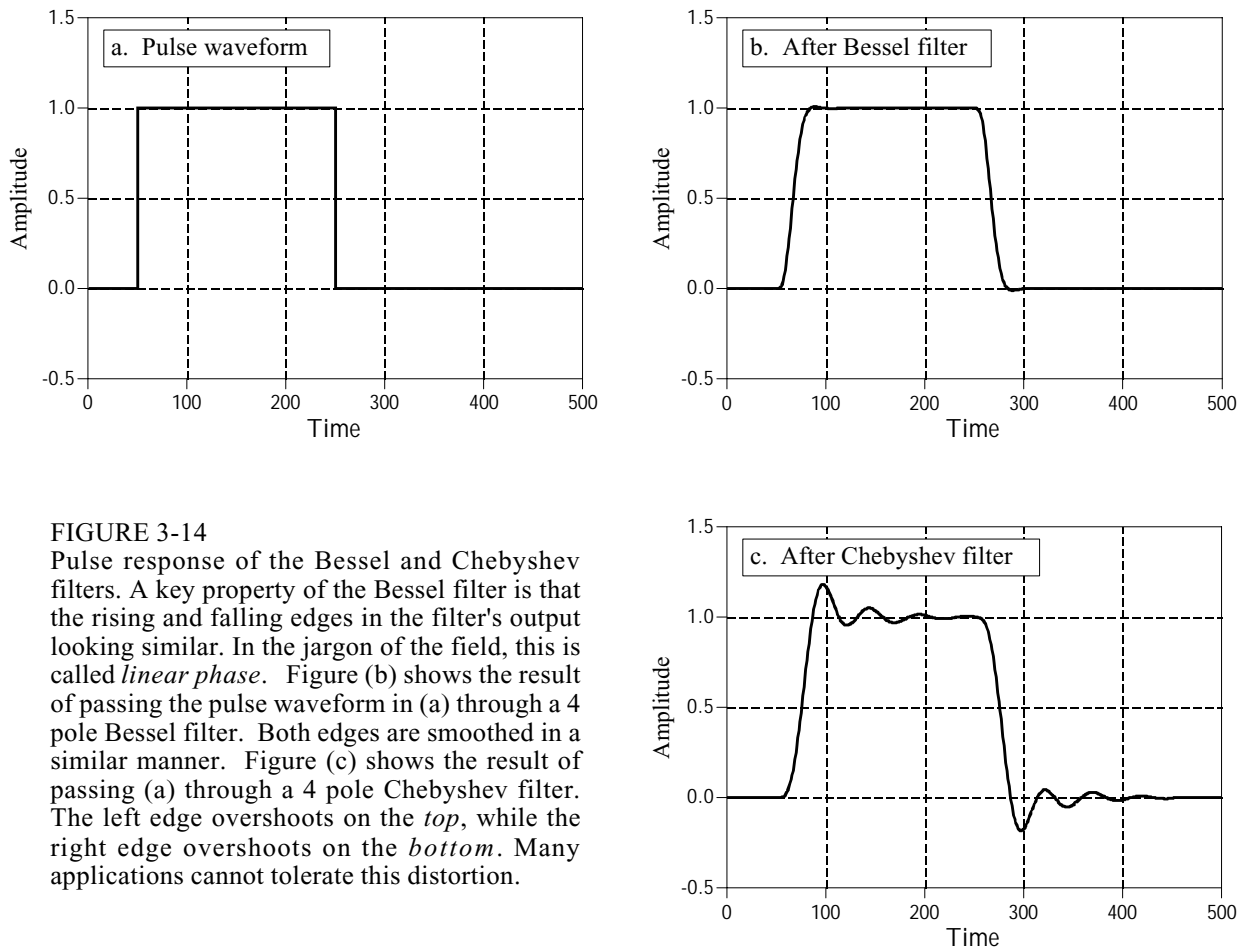 a. Pulse waveform
1.5
1.0
0.5
0.0
-0.5
Amplitude
0 100 200 300 400 500
Time
b. After Bessel filter
1.5
1.0
0.5
0.0
-0.5
Amplitude
0 100 200 300 400 500
Time
FIGURE 3-14
Pulse response of the Bessel and Chebyshev
filters. A key property of the Bessel filter is that
the rising and falling edges in the filter's output
looking similar. In the jargon of the field, this is
called linear phase. Figure (b) shows the result
of passing the pulse waveform in (a) through a 4
pole Bessel filter. Both edges are smoothed in a
similar manner. Figure (c) shows the result of
passing (a) through a 4 pole Chebyshev filter.
The left edge overshoots on the top, while the
right edge overshoots on the bottom. Many
applications cannot tolerate this distortion.
c. After Chebyshev filter
1.5
1.0
0.5
0.0
-0.5
Amplitude
0 100 200 300 400 500
Time